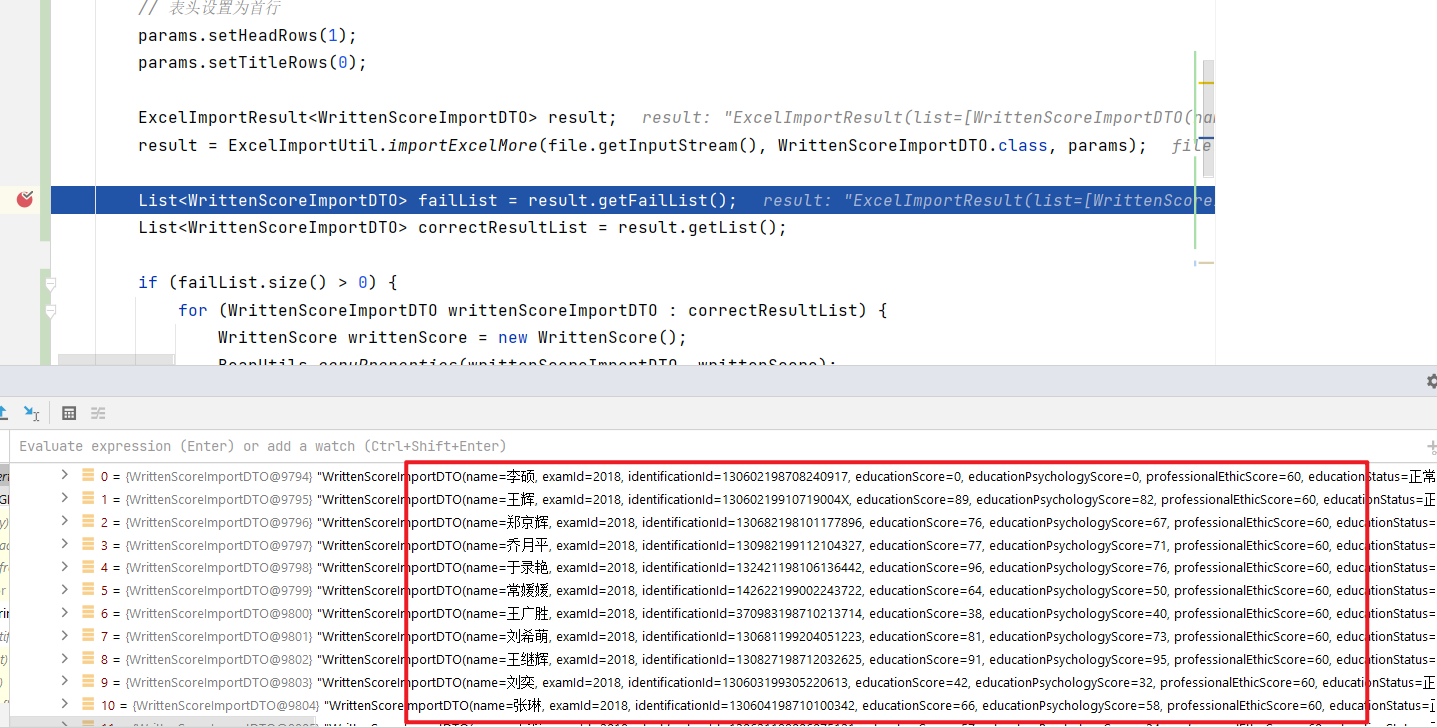 // 表头设置为首行
params.setHeadRows(1);
params.setTitleRows(0);
ExcelImportResult<WrittenScoreImportDTO> result;   result: "ExcelImportResult(list=[WrittenScoreImportDTO(nam
result = ExcelImportUtil.importExcelMore(file.getInputStream(), WrittenScoreImportDTO.class, params);   file
List<WrittenScoreImportDTO> failList = result.getFailList();   result: "ExcelImportResult(list=[WrittenScore
List<WrittenScoreImportDTO> correctResultList = result.getList();
if (failList.size() > 0) {
for (WrittenScoreImportDTO writtenScoreImportDTO : correctResultList) {
WrittenScore writtenScore = new WrittenScore();
BeanUtils.copyProperties(writtenScoreImportDTO, writtenScore);
Evaluate expression (Enter) or add a watch (Ctrl+Shift+Enter)
0 = {WrittenScoreImportDTO@9794} "WrittenScoreImportDTO(name=李硕, examId=2018, identificationId=130602198708240917, educationScore=0, educationPsychologyScore=0, professionalEthicScore=60, educationStatus=正常
1 = {WrittenScoreImportDTO@9795} "WrittenScoreImportDTO(name=王辉, examId=2018, identificationId=13060219910719004X, educationScore=89, educationPsychologyScore=82, professionalEthicScore=60, educationStatus=正
2 = {WrittenScoreImportDTO@9796} "WrittenScoreImportDTO(name=郑京辉, examId=2018, identificationId=130682198101177896, educationScore=76, educationPsychologyScore=67, professionalEthicScore=60, educationStatus=
3 = {WrittenScoreImportDTO@9797} "WrittenScoreImportDTO(name=乔月平, examId=2018, identificationId=130982199112104327, educationScore=77, educationPsychologyScore=71, professionalEthicScore=60, educationStatus=
4 = {WrittenScoreImportDTO@9798} "WrittenScoreImportDTO(name=于录艳, examId=2018, identificationId=132421198106136442, educationScore=96, educationPsychologyScore=76, professionalEthicScore=60, educationStatus=
5 = {WrittenScoreImportDTO@9799} "WrittenScoreImportDTO(name=常媛媛, examId=2018, identificationId=142622199002243722, educationScore=64, educationPsychologyScore=50, professionalEthicScore=60, educationStatus=
6 = {WrittenScoreImportDTO@9800} "WrittenScoreImportDTO(name=王广胜, examId=2018, identificationId=370983198710213714, educationScore=38, educationPsychologyScore=40, professionalEthicScore=60, educationStatus=
7 = {WrittenScoreImportDTO@9801} "WrittenScoreImportDTO(name=刘希萌, examId=2018, identificationId=130681199204051223, educationScore=81, educationPsychologyScore=73, professionalEthicScore=60, educationStatus=
8 = {WrittenScoreImportDTO@9802} "WrittenScoreImportDTO(name=王继辉, examId=2018, identificationId=130827198712032625, educationScore=91, educationPsychologyScore=95, professionalEthicScore=60, educationStatus=
9 = {WrittenScoreImportDTO@9803} "WrittenScoreImportDTO(name=刘奕, examId=2018, identificationId=130603199305220613, educationScore=42, educationPsychologyScore=32, professionalEthicScore=60, educationStatus=正
10 = {WrittenScoreImportDTO@9804} "WrittenScoreImportDTO(name=张琳, examId=2018, identificationId=130604198710100342, educationScore=66, educationPsychologyScore=58, professionalEthicScore=60, educationStatus=正